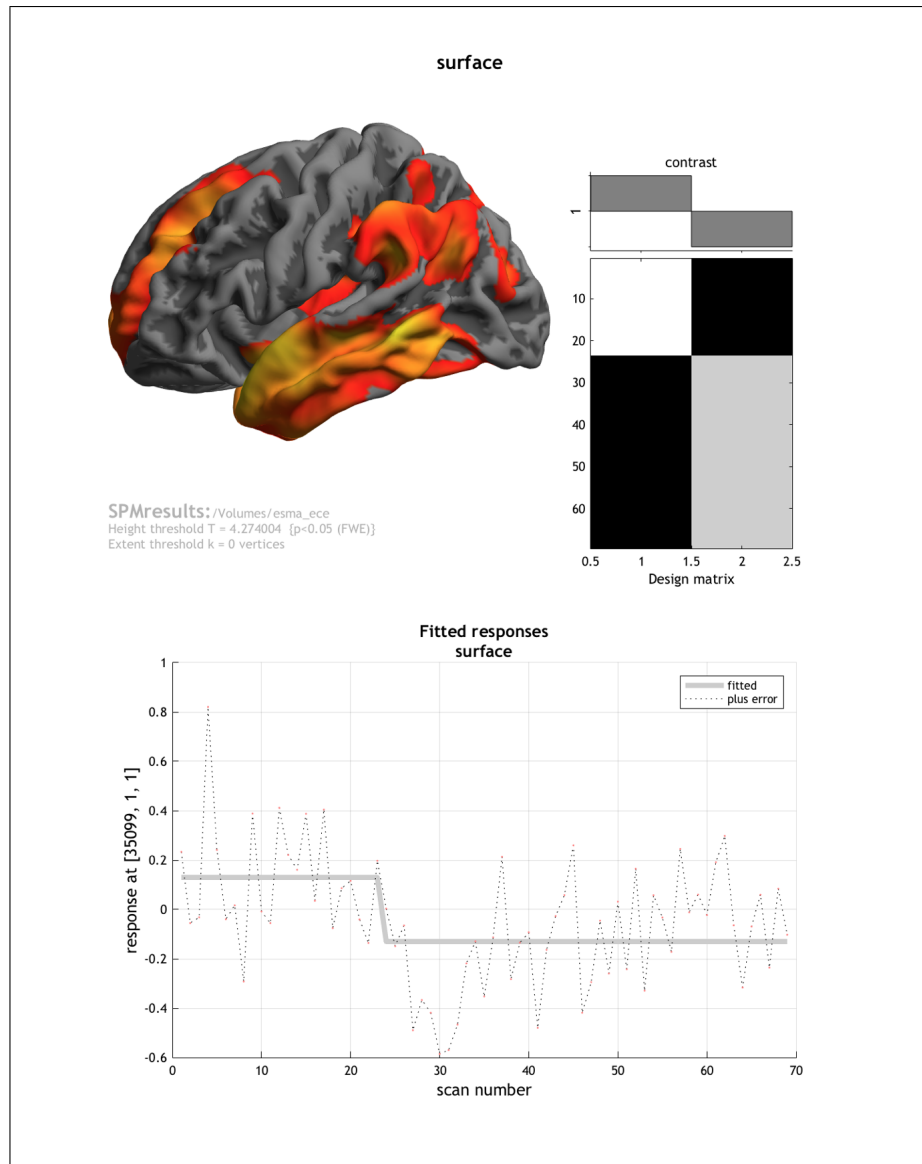 surface
contrast
1
10
20
30
40
50
60
0.5 1 1.5 2 2.5
Design matrix
SPMresults: /Volumes/esma_ece
Height threshold T = 4.274004 {p<0.05 (FWE)}
Extent threshold k = 0 vertices
Fitted responses
surface
fitted
plus error
response at [35099, 1, 1]
1
0.8
0.6
0.4
0.2
0
-0.2
-0.4
-0.6
0 10 20 30 40 50 60 70
scan number